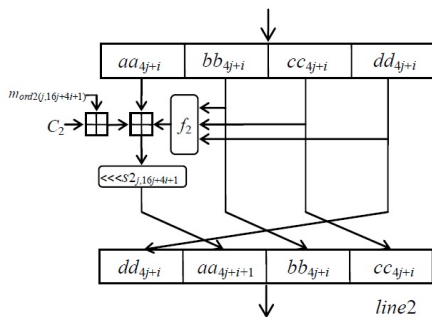 aa4j+i bb4j+i cc4j+i dd4j+i
mord2(j,16j+4i+1)
C2
f2
<<<s2j,16j+4i+1
dd4j+i aa4j+i+1 bb4j+i cc4j+i
line2